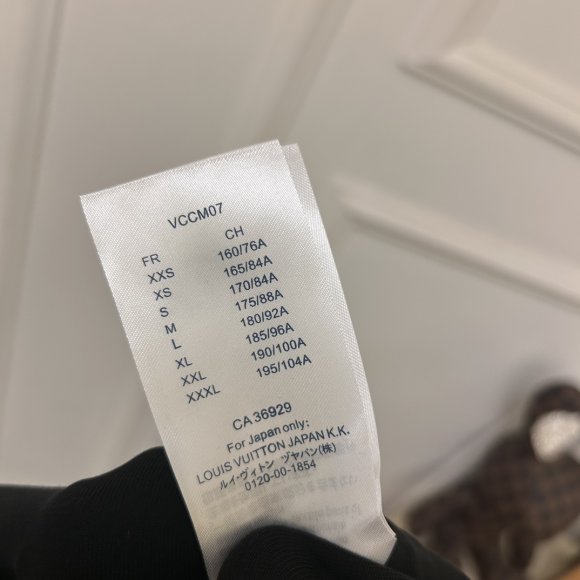 VCCM07
FR CH
XXS 160/76A
XS 165/84A
S 170/84A
M 175/88A
L 180/92A
XL 185/96A
XXL 190/100A
XXXL 195/104A
CA 36929
For Japan only:
LOUIS VUITTON JAPAN K.K.
ルイ・ヴィトン ヅャパン(株)
0120-00-1854